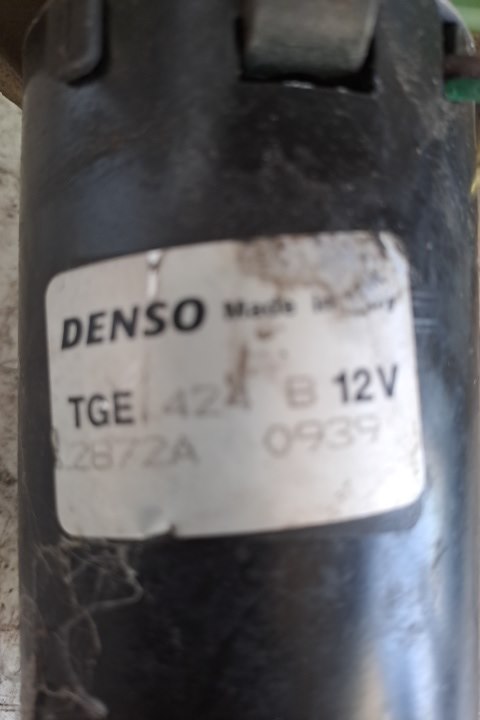 DENSO Made in
TGE 424 B 12V
2872A 0939